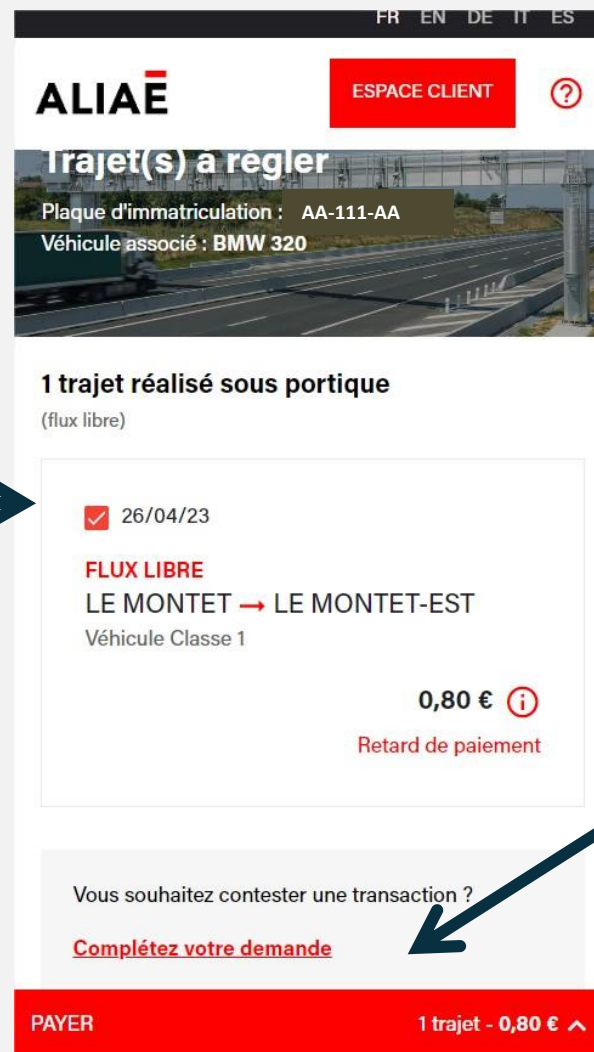 FR EN DE IT ES
ALIAE
ESPACE CLIENT
?
Trajet(s) à régler
Plaque d'immatriculation : AA-111-AA
Véhicule associé : BMW 320
1 trajet réalisé sous portique
(flux libre)
26/04/23
FLUX LIBRE
LE MONTET → LE MONTET-EST
Véhicule Classe 1
0,80 € i
Retard de paiement
Vous souhaitez contester une transaction ?
Complétez votre demande
PAYER 1 trajet - 0,80 €